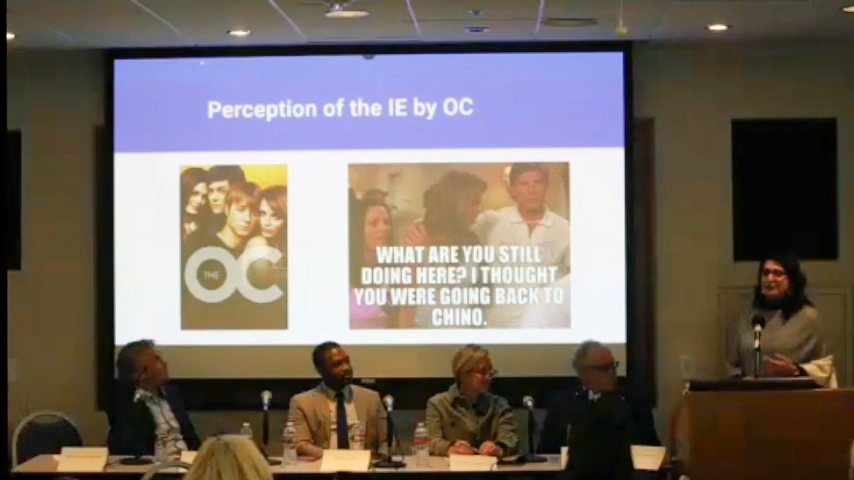 Perception of the IE by OC
THE
OC
WHAT ARE YOU STILL
DOING HERE? I THOUGHT
YOU WERE GOING BACK TO
CHINO.